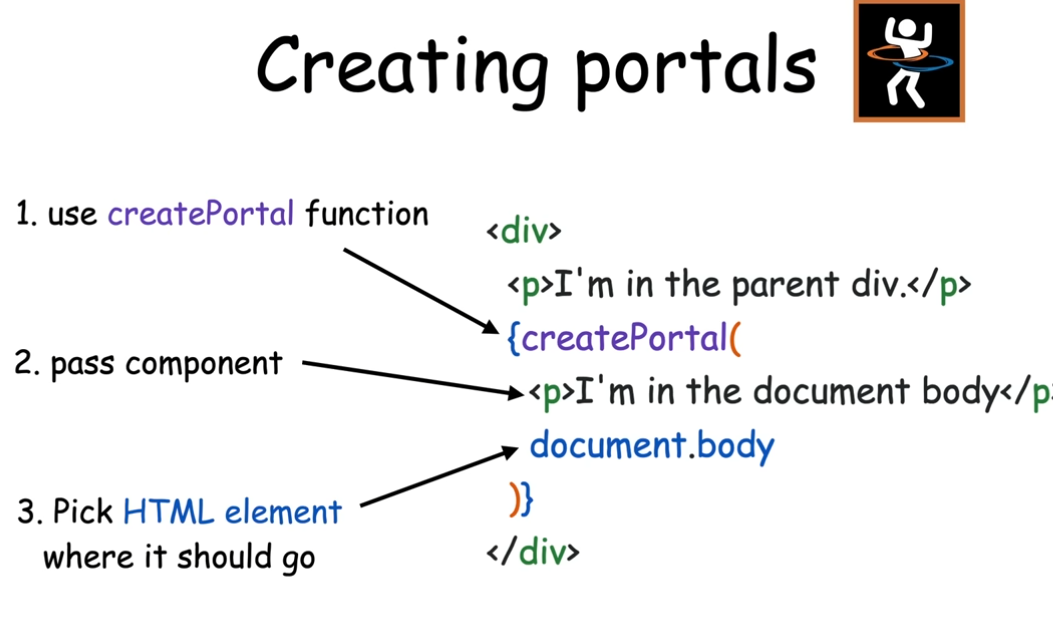 Creating portals
1. use createPortal function
2. pass component
3. Pick HTML element
where it should go
<div>
<p>I'm in the parent div.</p>
{createPortal(
<p>I'm in the document body</p>
document.body
)}
</div>